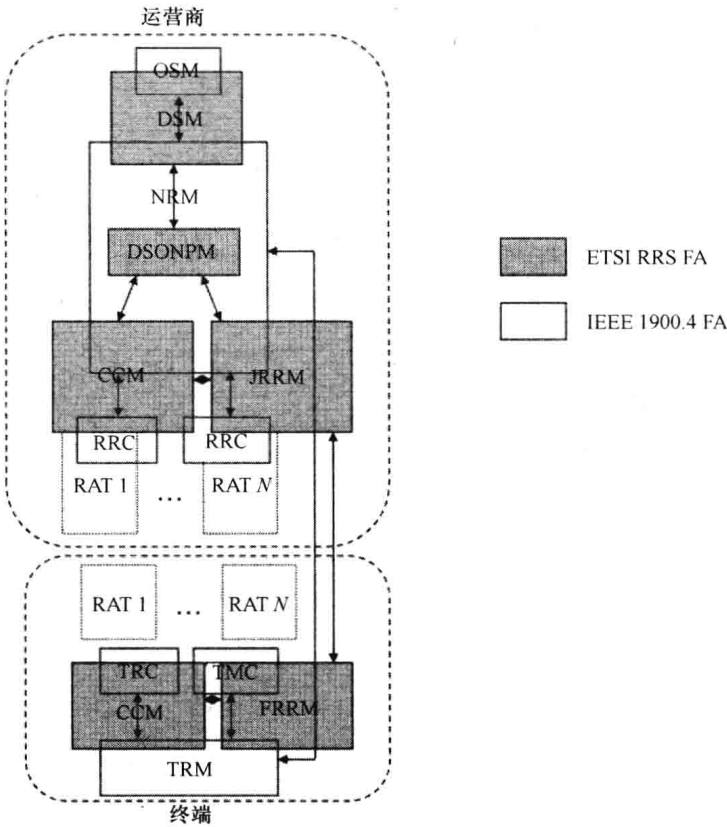 运营商
OSM
DSM
NRM
DSONPM
CCM
JRRM
RRC
RRC
RAT 1
...
RAT N
RAT 1
...
RAT N
TRC
TMC
CCM
FRRM
TRM
终端
ETSI RRS FA
IEEE 1900.4 FA